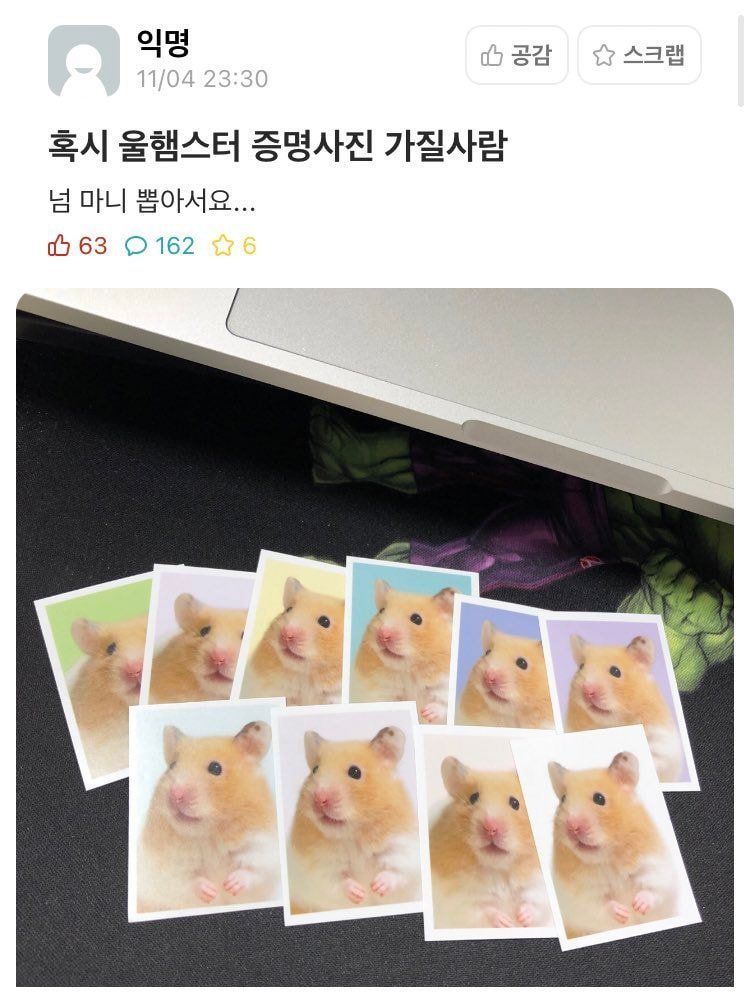 익명
11/04 23:30
공감
스크랩
혹시 울햄스터 증명사진 가질사람
넘 마니 뽑아서요...
63 162 6